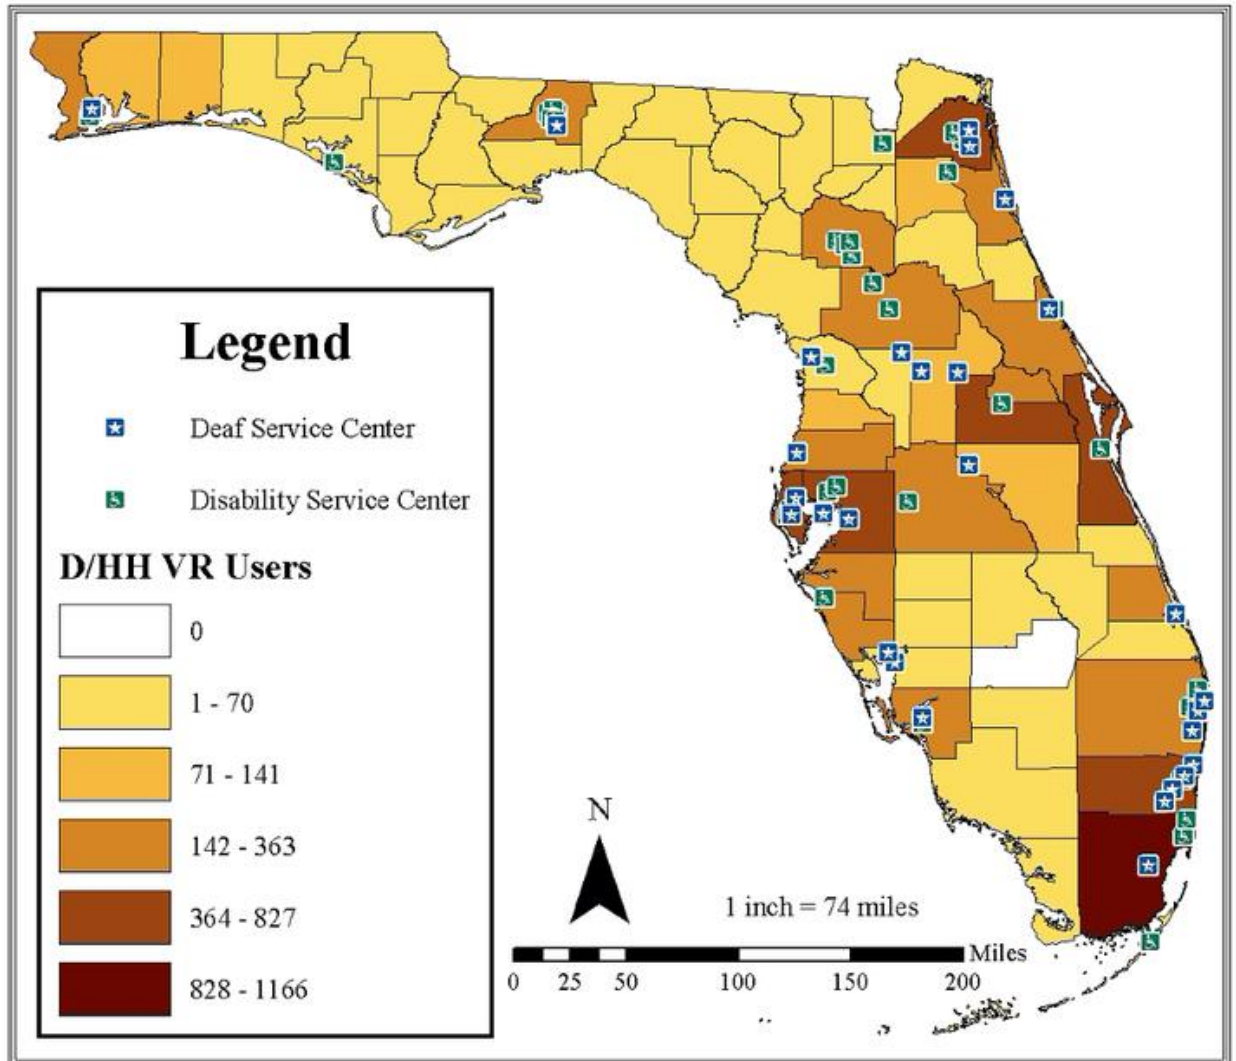 Legend
Deaf Service Center
Disability Service Center
D/HH VR Users
0
1 - 70
71 - 141
142 - 363
364 - 827
828 - 1166
N
1 inch = 74 miles
Miles
0 25 50 100 150 200